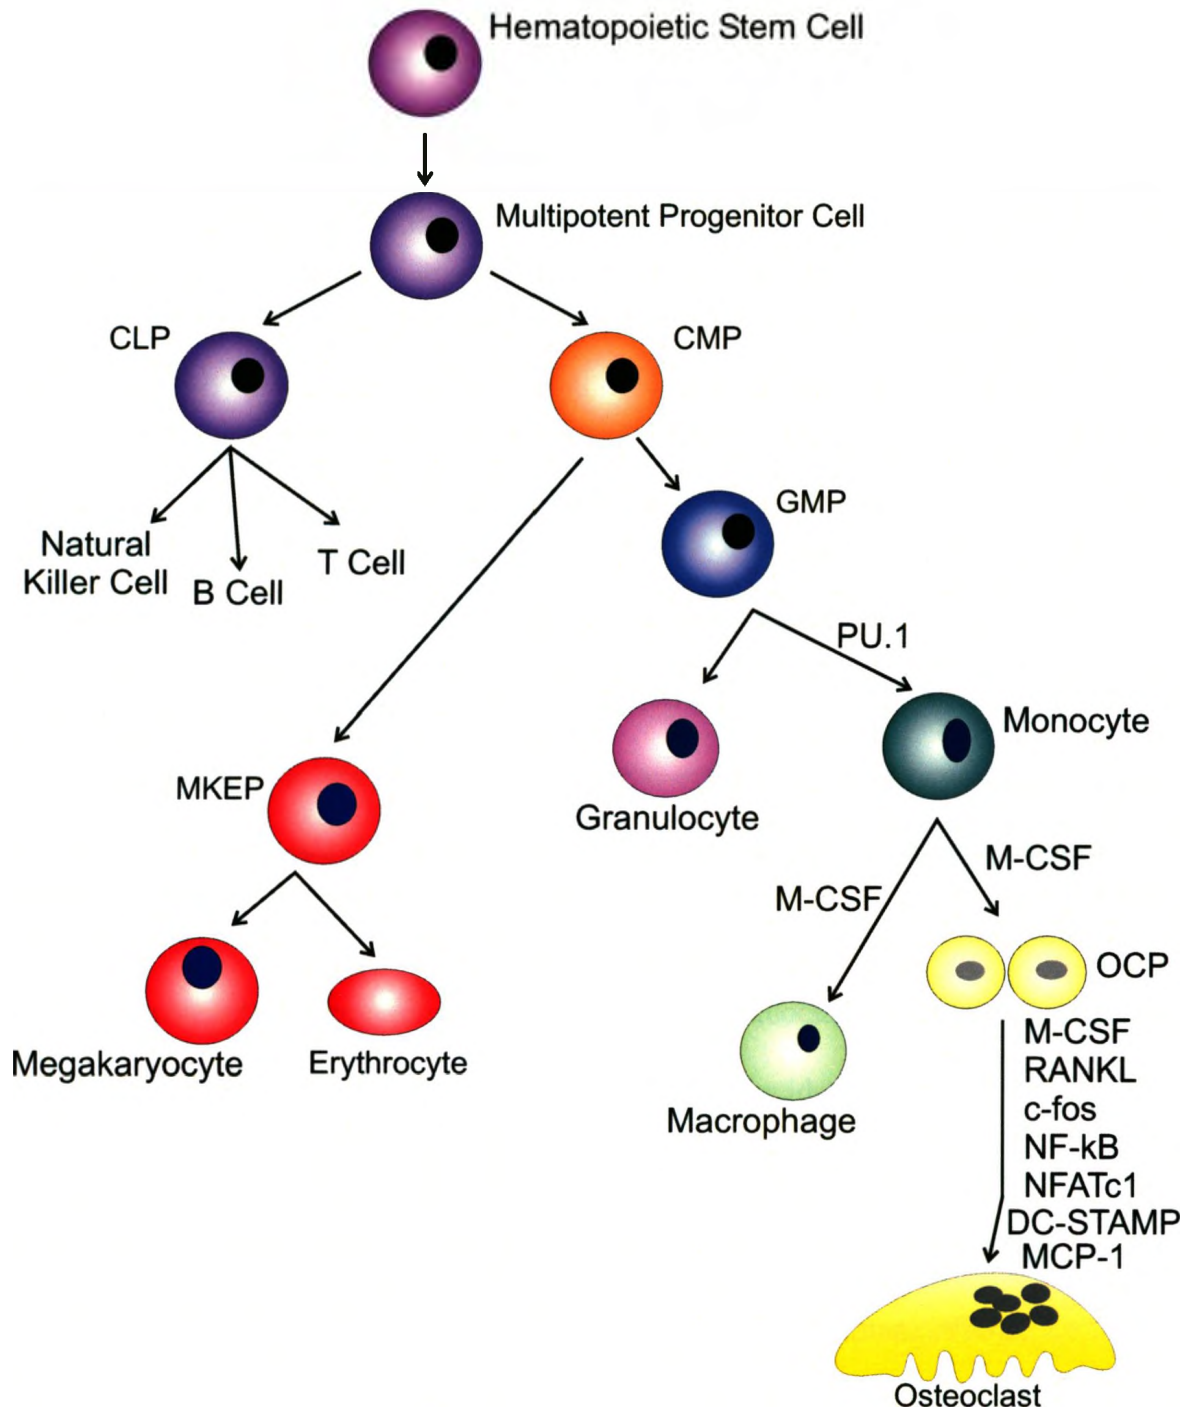 Hematopoietic Stem Cell
Multipotent Progenitor Cell
CLP
CMP
Natural
Killer Cell
B Cell
T Cell
GMP
PU.1
Monocyte
MKEP
Granulocyte
M-CSF
M-CSF
OCP
Megakaryocyte
Erythrocyte
Macrophage
M-CSF
RANKL
c-fos
NF-kB
NFATc1
DC-STAMP
MCP-1
Osteoclast